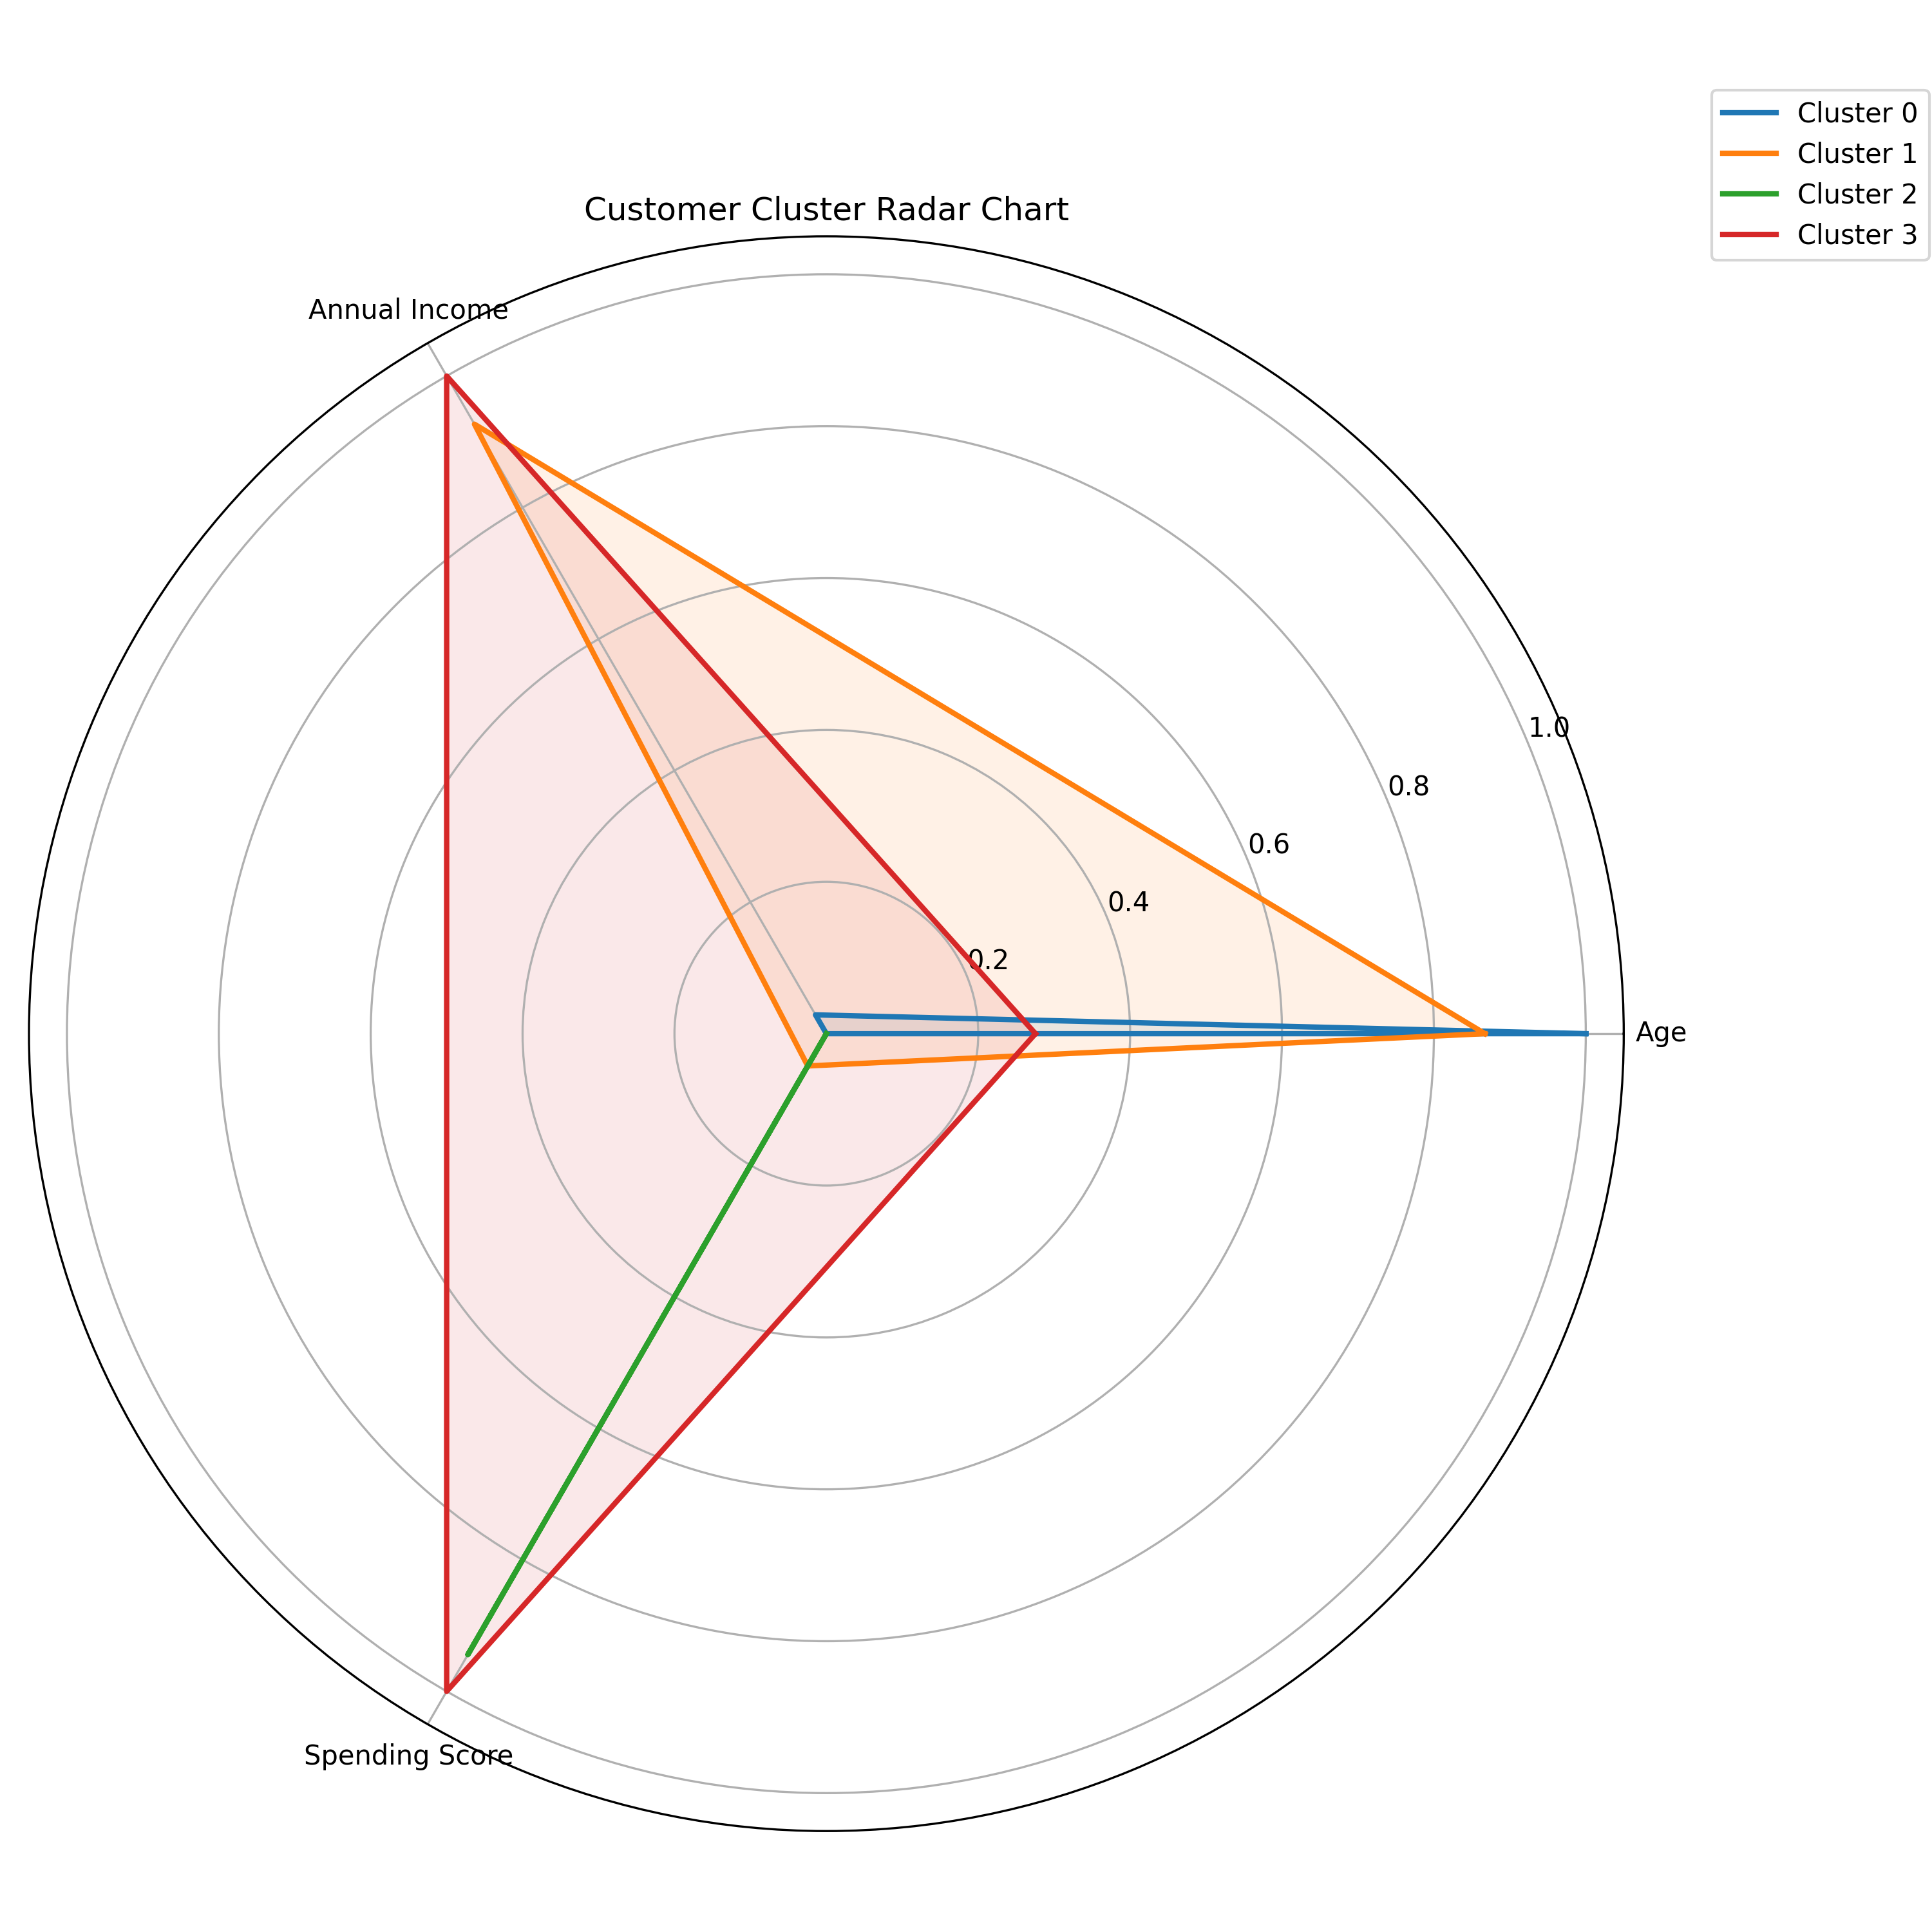 Cluster 0
Cluster 1
Cluster 2
Cluster 3
Customer Cluster Radar Chart
Annual Income
1.0
0.8
0.6
0.4
0.2
Age
Spending Score